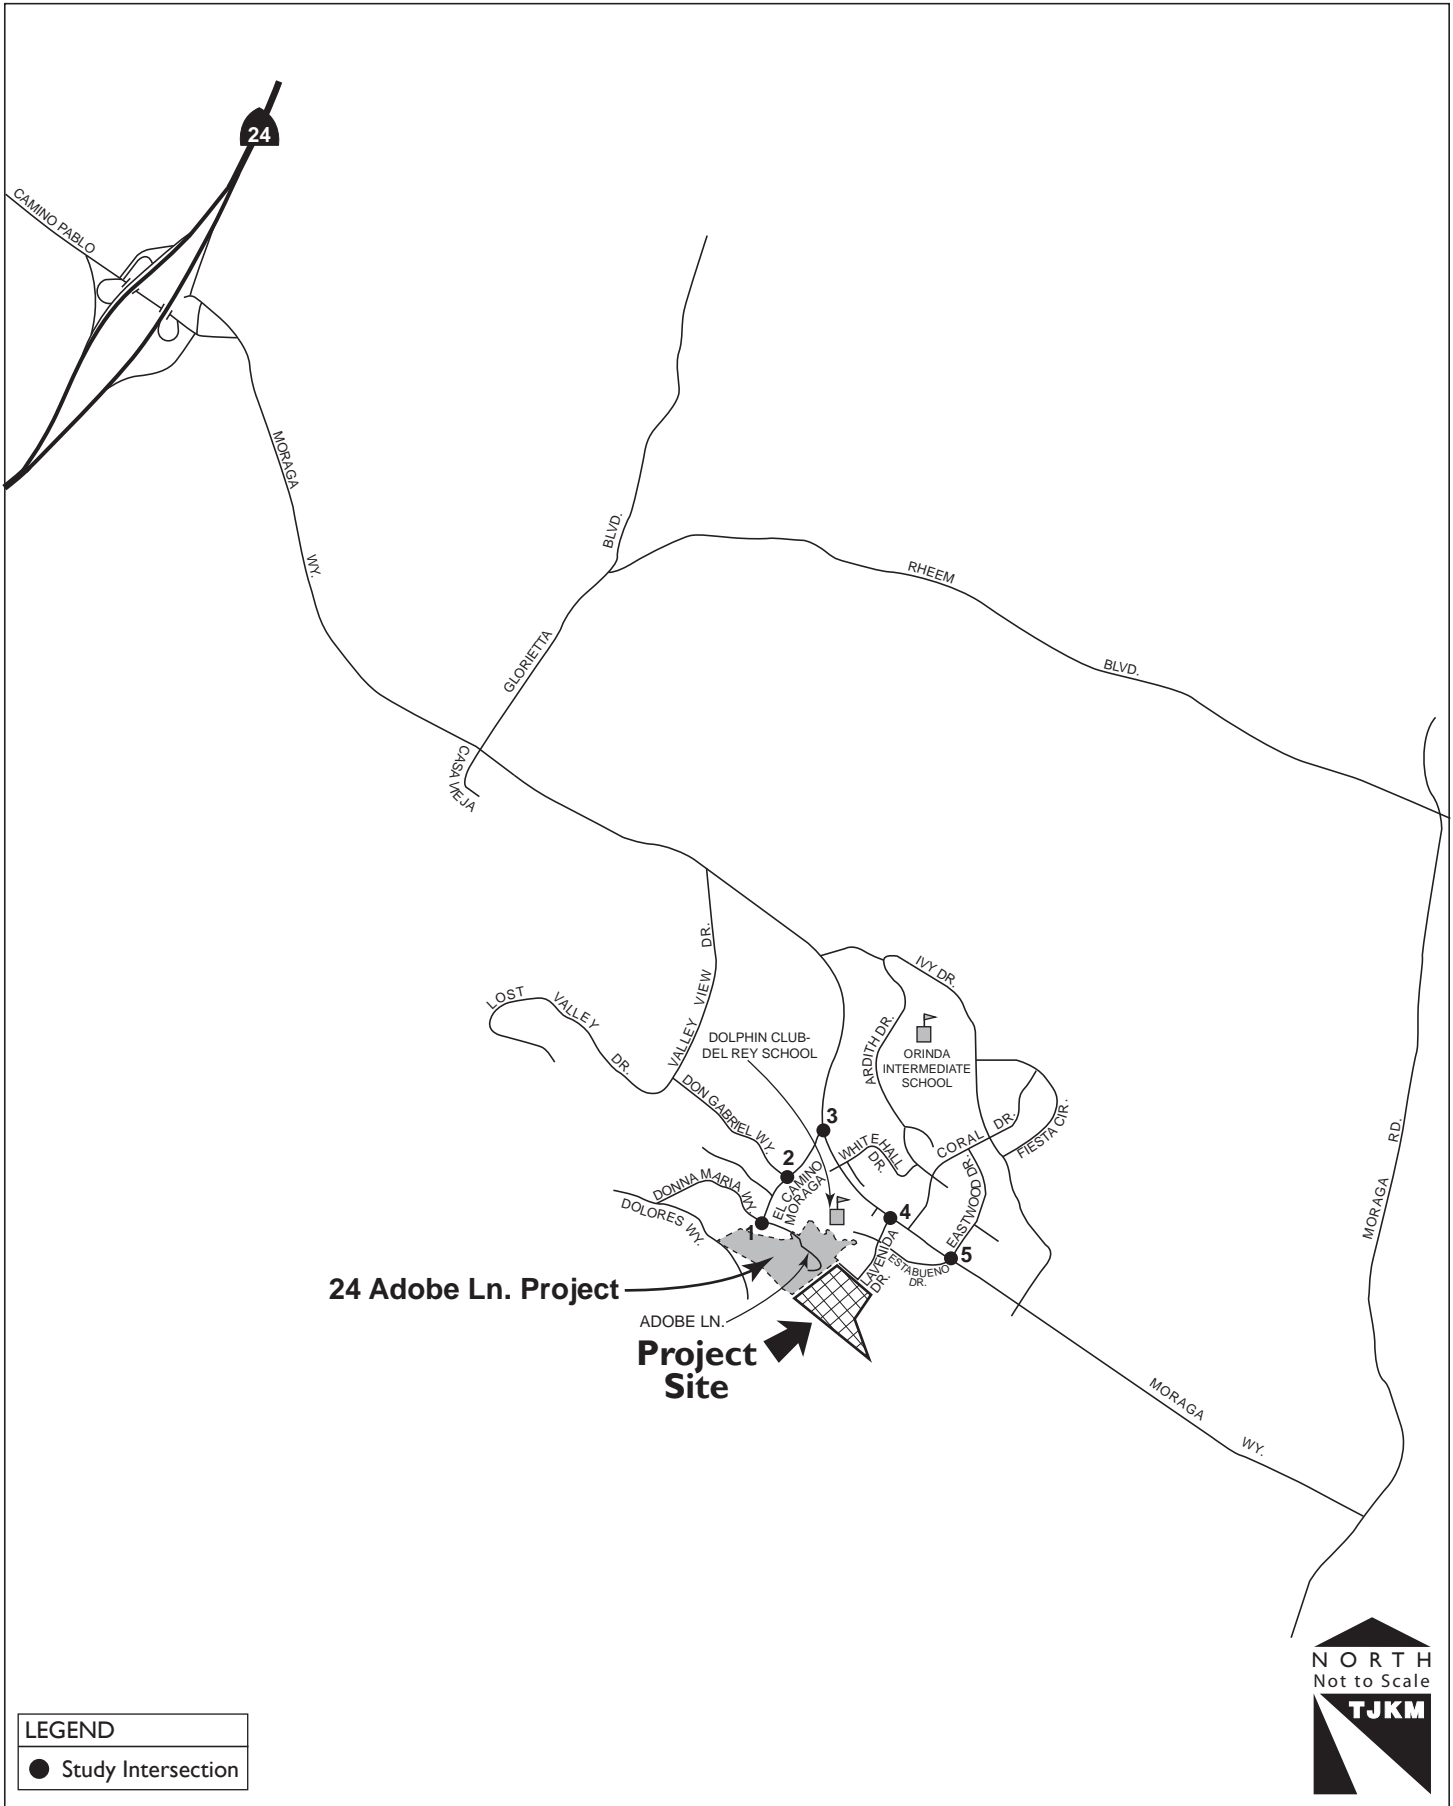 24
CAMINO PABLO
MORAGA
WY.
BLVD.
GLORIETTA
RHEEM
BLVD.
CASA VIEJA
LOST
VALLEY
DR.
VALLEY VIEW DR.
DOLPHIN CLUB-
DEL REY SCHOOL
ARDITH DR.
IVY DR.
ORINDA
INTERMEDIATE
SCHOOL
DON GABRIEL WY.
3
WHITEHALL
DR.
CORAL DR.
FIESTA CIR.
2
DONNA MARIA WY.
DOLORES WY.
EL CAMINO
MORAGA
EASTWOOD DR.
1
4
5
LAVENIDA
DR.
ESTABUENO
DR.
24 Adobe Ln. Project
ADOBE LN.
Project
Site
MORAGA
WY.
MORAGA
RD.
NORTH
Not to Scale
TJKM
LEGEND
Study Intersection